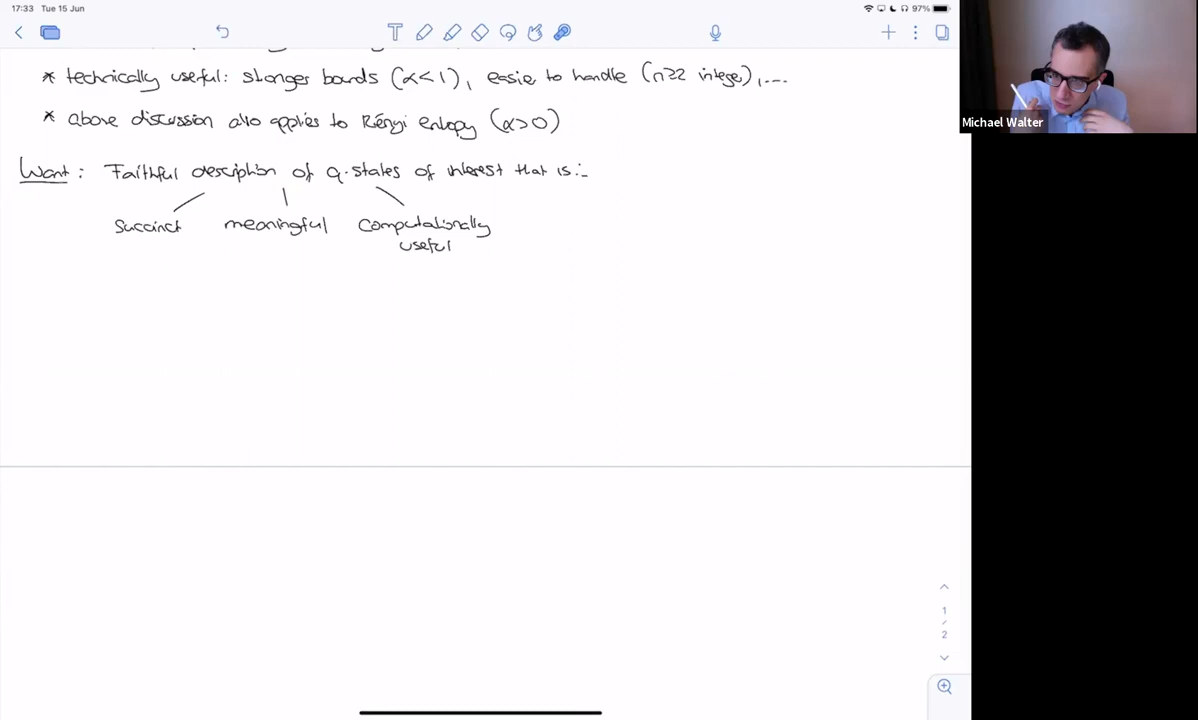 17:33 Tue 15 Jun
97%
* technically useful: stonger bounds (α<1), easier to handle (n≥2 integer),....
* above discussion also applies to Rényi entropy (α>0)
Want: Faithful description of q. states of interest that is:
Succinct meaningful computationally
useful
Michael Walter
1
/
2